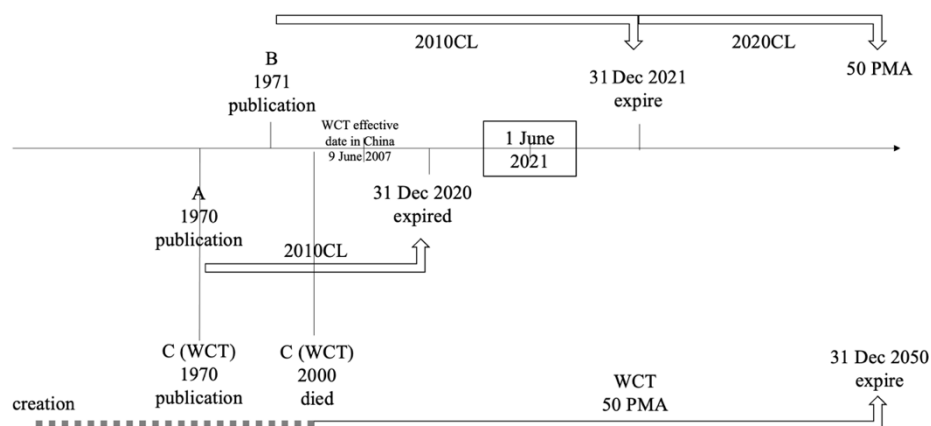 2010CL
2020CL
B
1971
publication
50 PMA
31 Dec 2021
expire
WCT effective
date in China
9 June 2007
1 June
2021
A
1970
publication
31 Dec 2020
expired
2010CL
C (WCT)
1970
publication
C (WCT)
2000
died
WCT
50 PMA
31 Dec 2050
expire
creation